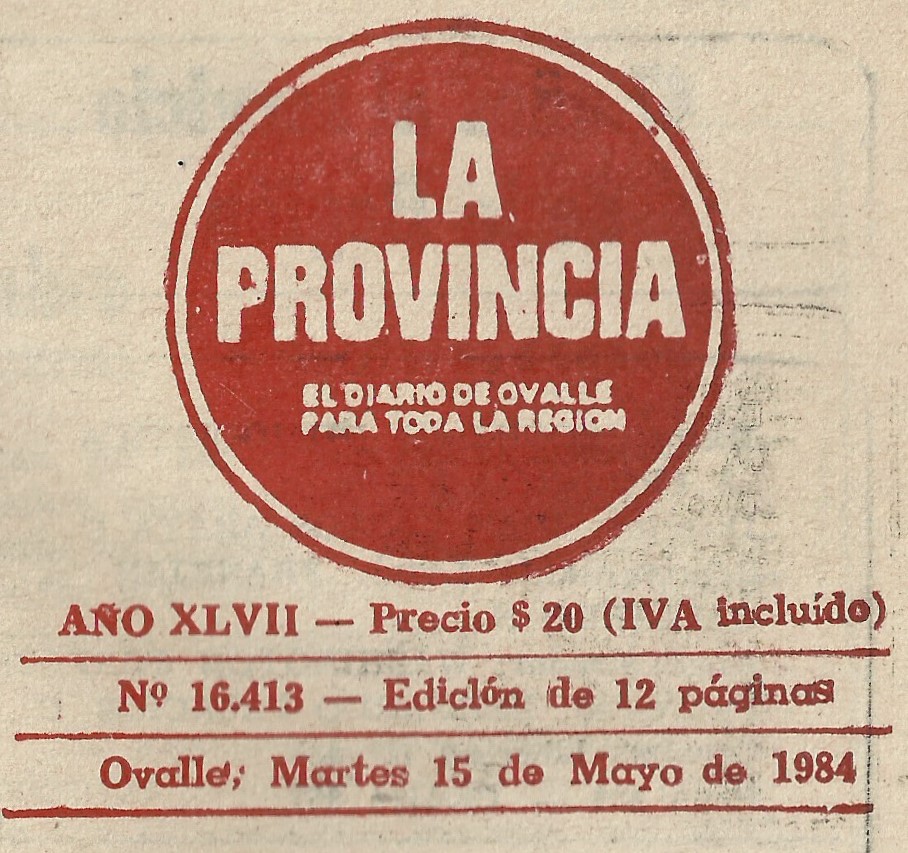 LA
PROVINCIA
EL DIARIO DE OVALLE
PARA TODA LA REGION
AÑO XLVII — Precio $ 20 (IVA incluído)
Nº 16.413 — Edición de 12 páginas
Ovalle, Martes 15 de Mayo de 1984